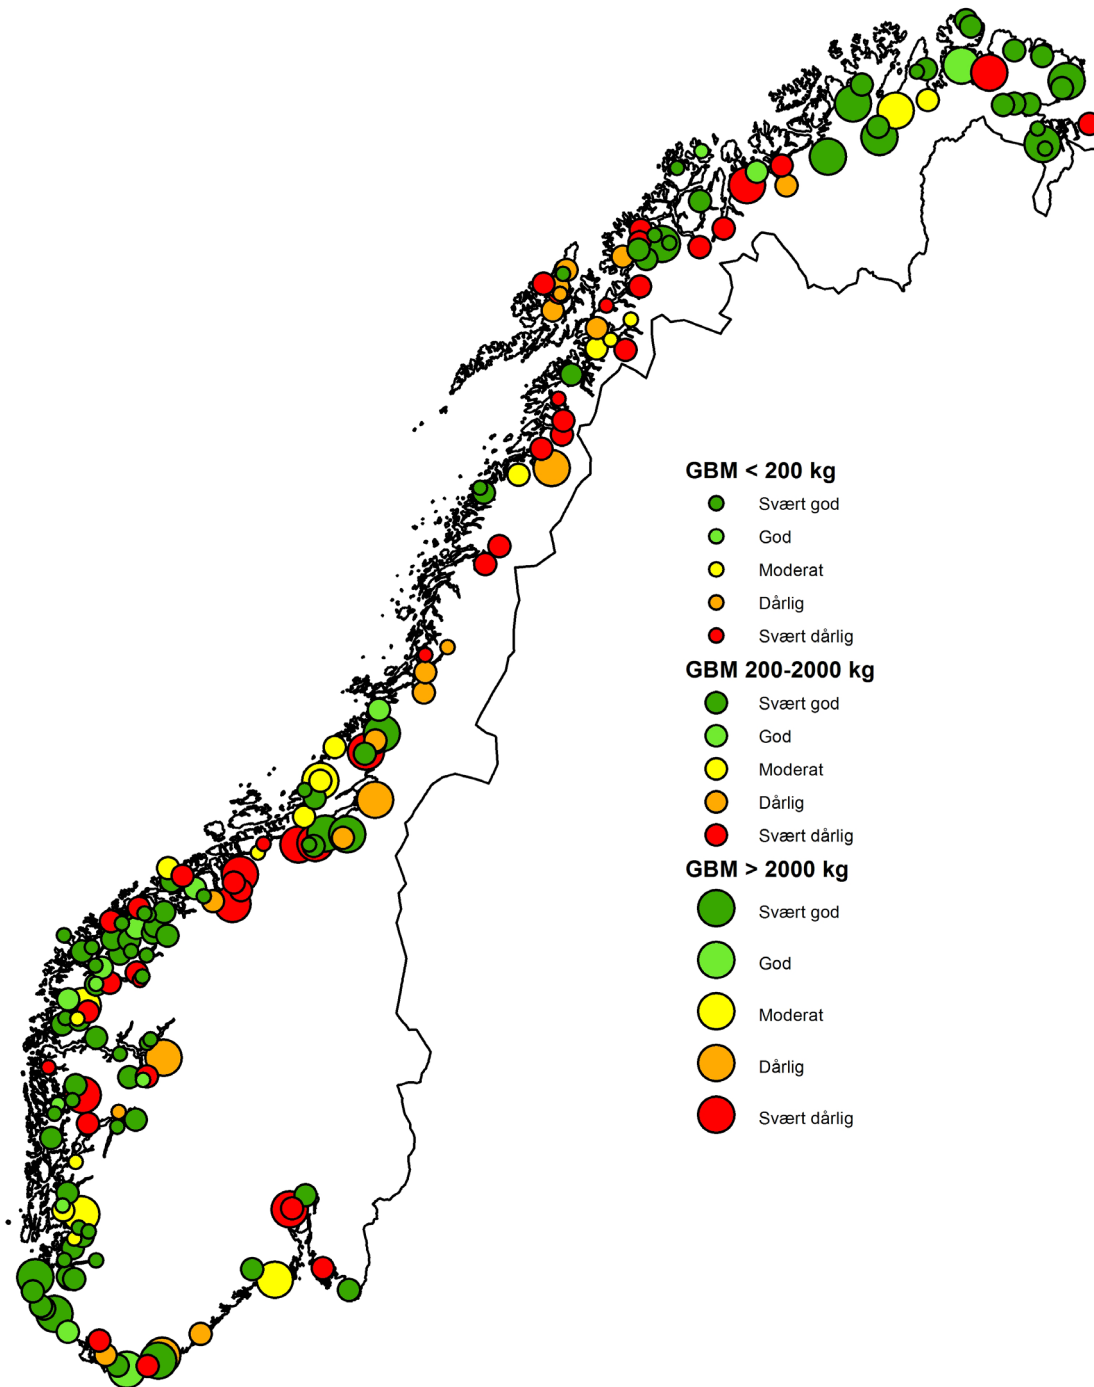 GBM < 200 kg
Svært god
God
Moderat
Dårlig
Svært dårlig
GBM 200-2000 kg
Svært god
God
Moderat
Dårlig
Svært dårlig
GBM > 2000 kg
Svært god
God
Moderat
Dårlig
Svært dårlig